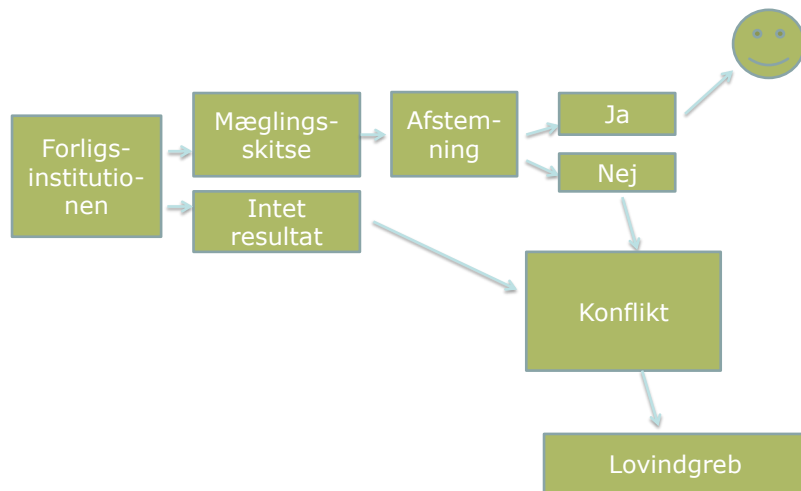 Forligs-
institutio-
nen
Mæglings-
skitse
Intet
resultat
Afstem-
ning
Ja
Nej
Konflikt
Lovindgreb